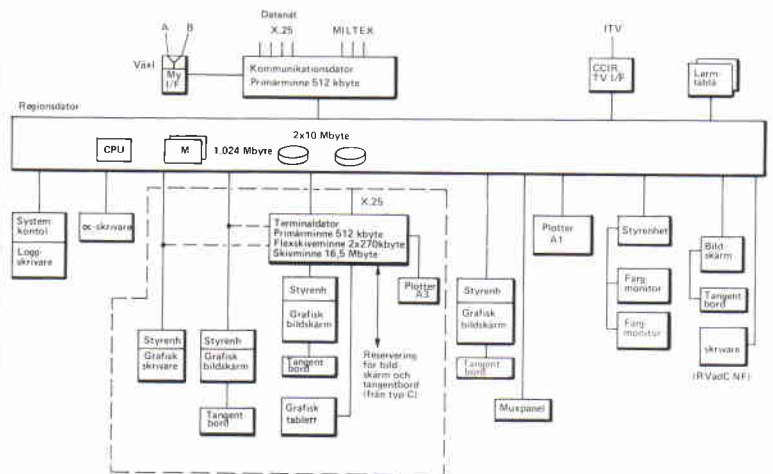 Datanät
A B
X.25 MILTEX
ITV
Växl
My
I/F
Kommunikationsdator
Primärminne 512 kbyte
CCIR
TV I/F
Larm-
tablå
Regionsdator
CPU
M
1.024 Mbyte
2x10 Mbyte
X.25
System-
kontol
Logg-
skrivare
α-skrivare
Terminaldator
Primärminne 512 kbyte
Flexskiveminne 2x270kbyte
Skivminne 16,5 Mbyte
Plotter
A3
Styrenh
Grafisk
bildskärm
Tangent
bord
Grafisk
tablett
Reservering
för bild-
skärm och
tangentbord
(från typ C)
Styrenh
Grafisk
skrivare
Styrenh
Grafisk
bildskärm
Tangent
bord
Styrenh
Grafisk
bildskärm
Tangent
bord
Muxpanel
Plotter
A1
Styrenhet
Färg-
monitor
Färg-
monitor
Bild
skärm
Tangent
bord
skrivare
(RVadC NF)